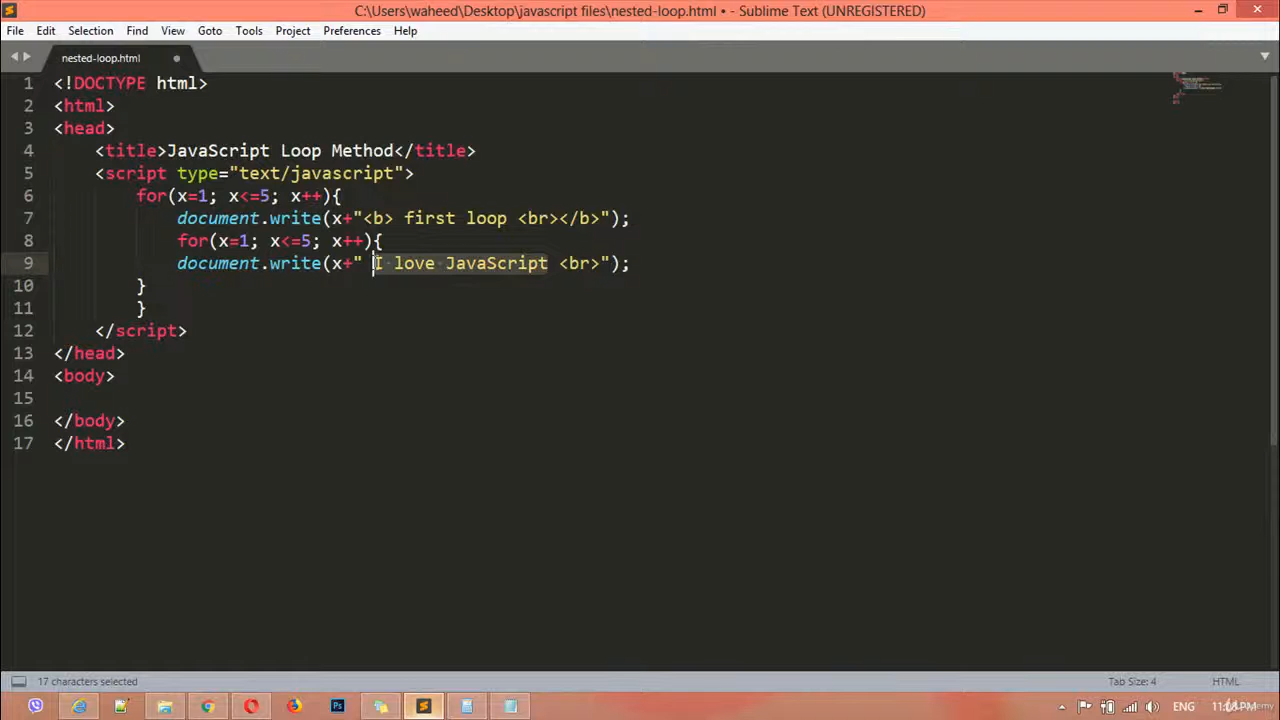 C:\Users\waheed\Desktop\javascript files\nested-loop.html • - Sublime Text (UNREGISTERED)
File Edit Selection Find View Goto Tools Project Preferences Help
nested-loop.html
1 <!DOCTYPE html>
2 <html>
3 <head>
4 <title>JavaScript Loop Method</title>
5 <script type="text/javascript">
6 for(x=1; x<=5; x++){
7 document.write(x+"<b> first loop <br></b>");
8 for(x=1; x<=5; x++){
9 document.write(x+" I love JavaScript <br>");
10 }
11 }
12 </script>
13 </head>
14 <body>
15
16 </body>
17 </html>
17 characters selected Tab Size: 4 HTML
Ps ENG